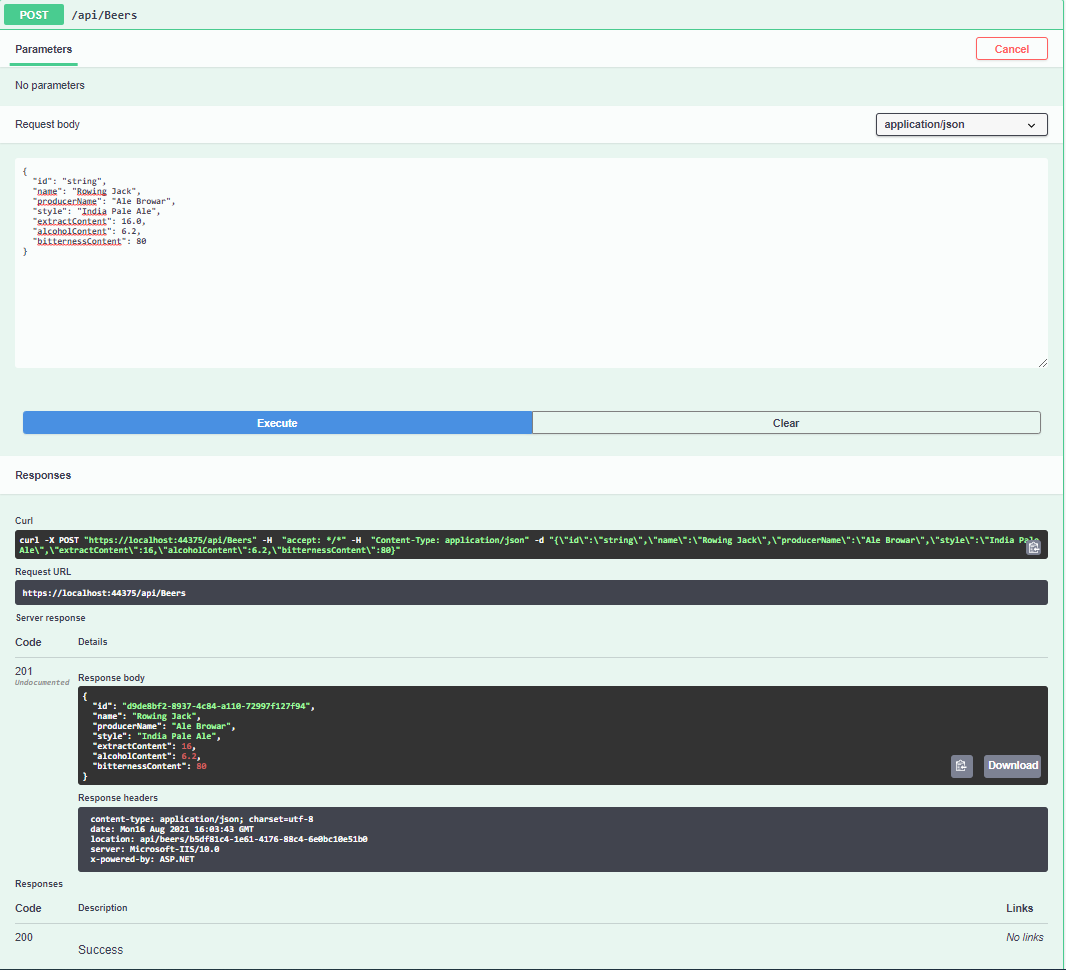 POST /api/Beers
Parameters
Cancel
No parameters
Request body
application/json
{
"id": "string",
"name": "Rowing Jack",
"producerName": "Ale Browar",
"style": "India Pale Ale",
"extractContent": 16.0,
"alcoholContent": 6.2,
"bitternessContent": 80
}
Execute
Clear
Responses
Curl
curl -X POST "https://localhost:44375/api/Beers" -H  "accept: */*" -H  "Content-Type: application/json" -d "{\"id\":\"string\",\"name\":\"Rowing Jack\",\"producerName\":\"Ale Browar\",\"style\":\"India Pale
Ale\",\"extractContent\":16,\"alcoholContent\":6.2,\"bitternessContent\":80}"
Request URL
https://localhost:44375/api/Beers
Server response
Code Details
201
Undocumented
Response body
{
"id": "d9de8bf2-8937-4c84-a110-72997f127f94",
"name": "Rowing Jack",
"producerName": "Ale Browar",
"style": "India Pale Ale",
"extractContent": 16,
"alcoholContent": 6.2,
"bitternessContent": 80
}
Download
Response headers
content-type: application/json; charset=utf-8
date: Mon16 Aug 2021 16:03:43 GMT
location: api/beers/b5df81c4-1e61-4176-88c4-6e0bc10e51b0
server: Microsoft-IIS/10.0
x-powered-by: ASP.NET
Responses
Code Description Links
200
Success
No links